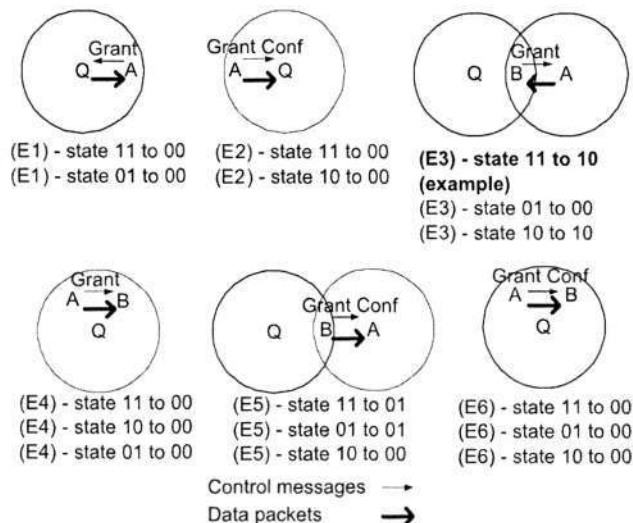 Grant
Q A
(E1) - state 11 to 00
(E1) - state 01 to 00
Grant Conf
A Q
(E2) - state 11 to 00
(E2) - state 10 to 00
Grant
Q B A
(E3) - state 11 to 10
(example)
(E3) - state 01 to 00
(E3) - state 10 to 10
Grant
A B
Q
(E4) - state 11 to 00
(E4) - state 10 to 00
(E4) - state 01 to 00
Grant Conf
Q B A
(E5) - state 11 to 01
(E5) - state 01 to 01
(E5) - state 10 to 00
Grant Conf
A B
Q
(E6) - state 11 to 00
(E6) - state 01 to 00
(E6) - state 10 to 00
Control messages
Data packets